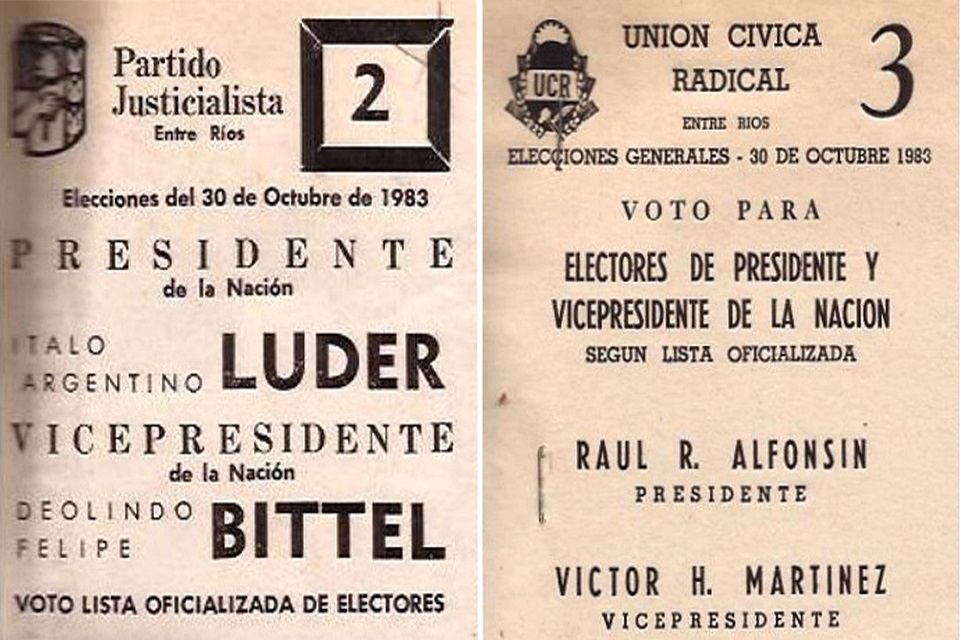 Partido
Justicialista
Entre Ríos
2
Elecciones del 30 de Octubre de 1983
PRESIDENTE
de la Nación
ITALO
ARGENTINO LUDER
VICEPRESIDENTE
de la Nación
DEOLINDO
FELIPE BITTEL
VOTO LISTA OFICIALIZADA DE ELECTORES
UCR
UNION CIVICA
RADICAL
3
ENTRE RIOS
ELECCIONES GENERALES - 30 DE OCTUBRE 1983
VOTO PARA
ELECTORES DE PRESIDENTE Y
VICEPRESIDENTE DE LA NACION
SEGUN LISTA OFICIALIZADA
RAUL R. ALFONSIN
PRESIDENTE
VICTOR H. MARTINEZ
VICEPRESIDENTE